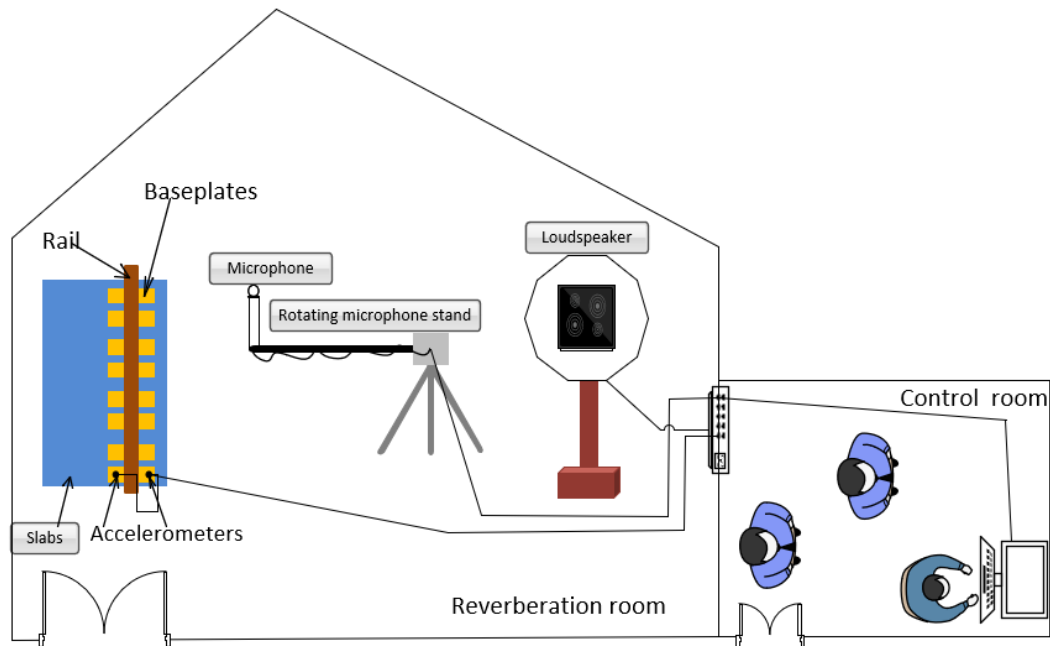 Baseplates
Rail
Loudspeaker
Microphone
Rotating microphone stand
Control room
Slabs
Accelerometers
Reverberation room